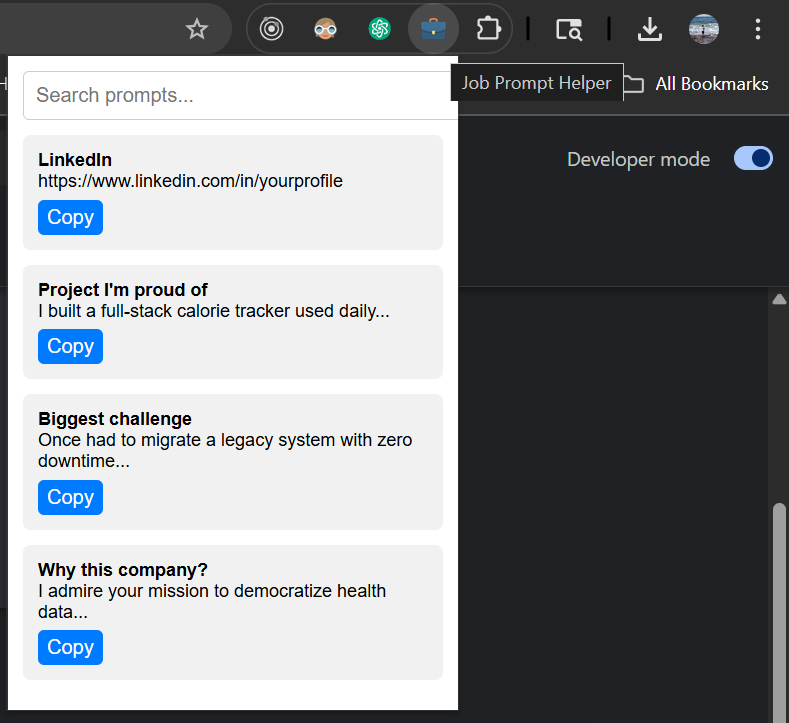 Search prompts...
Job Prompt Helper
All Bookmarks
Developer mode
LinkedIn
https://www.linkedin.com/in/yourprofile
Copy
Project I'm proud of
I built a full-stack calorie tracker used daily...
Copy
Biggest challenge
Once had to migrate a legacy system with zero
downtime...
Copy
Why this company?
I admire your mission to democratize health
data...
Copy